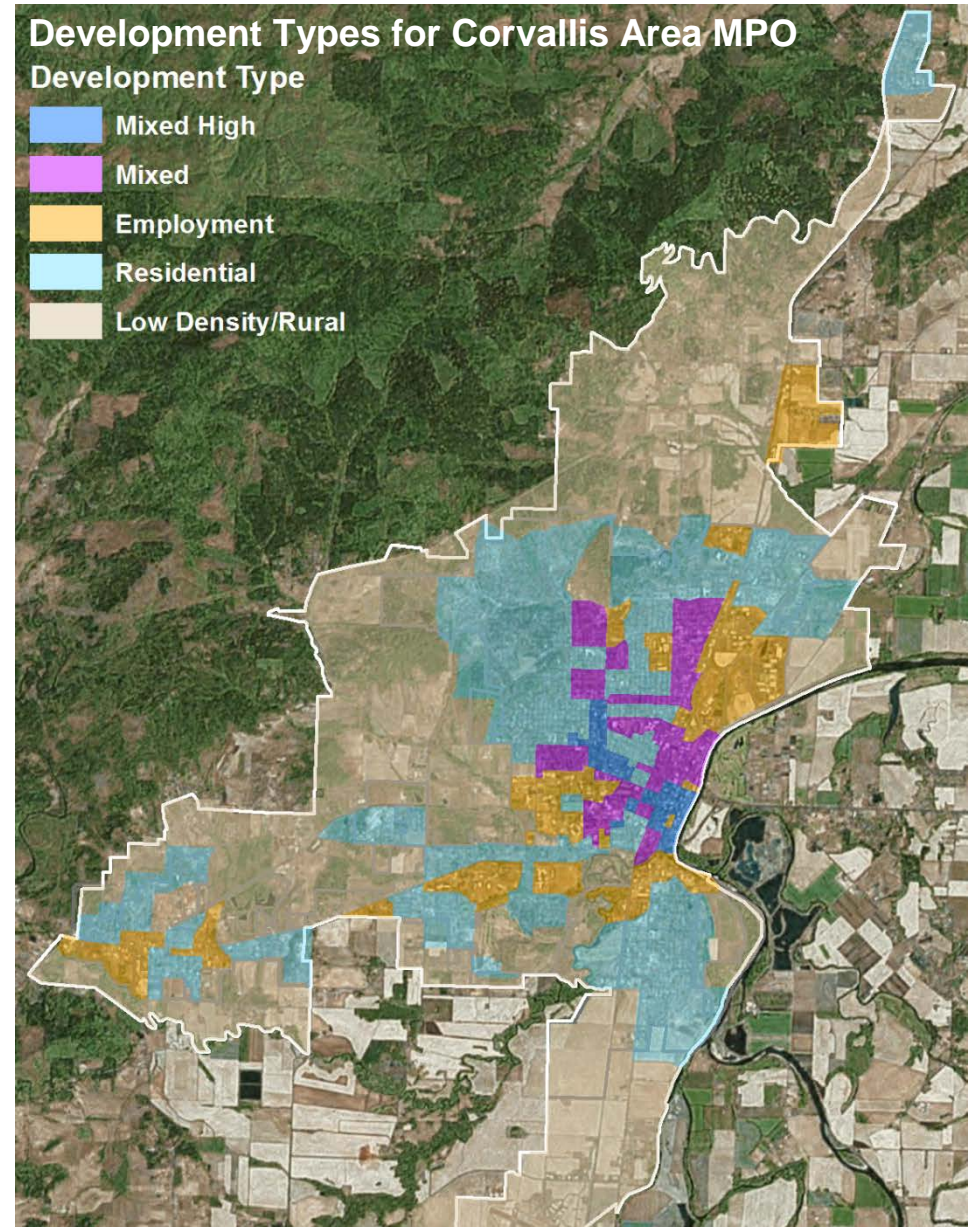 Development Types for Corvallis Area MPO
Development Type
Mixed High
Mixed
Employment
Residential
Low Density/Rural